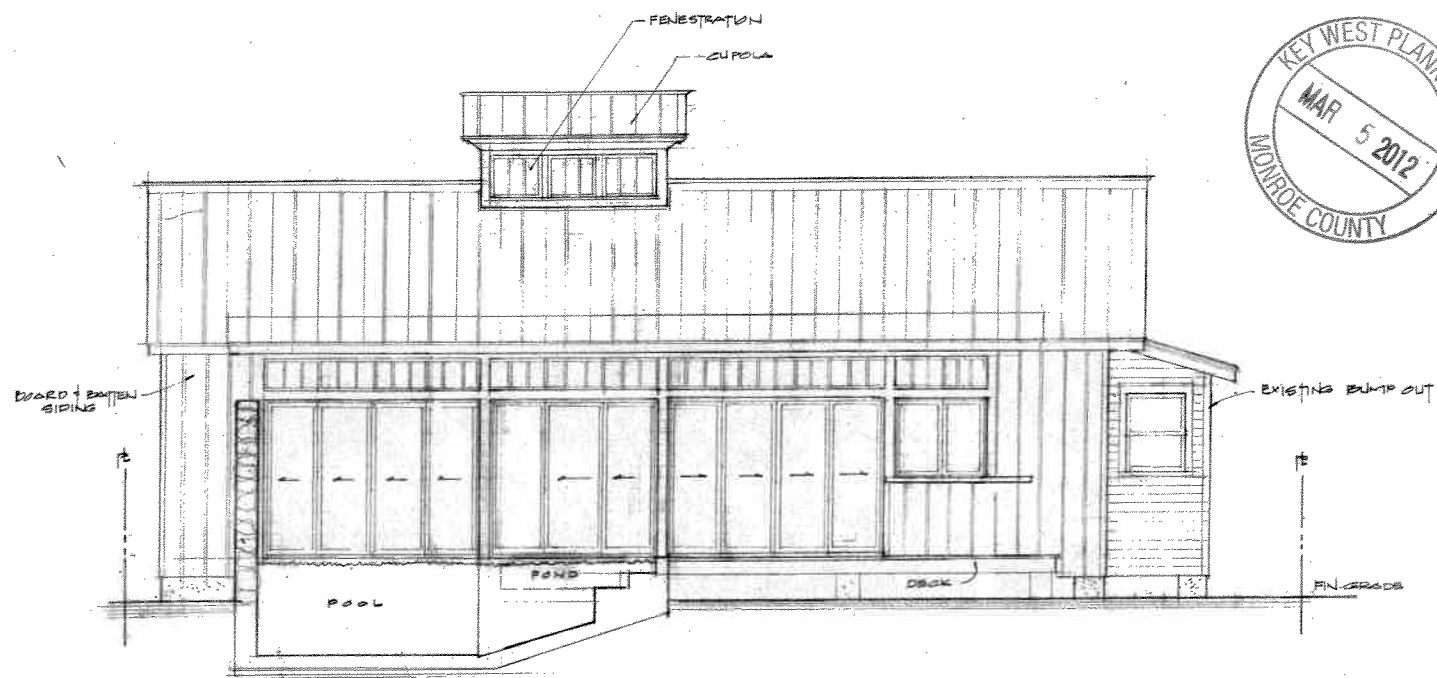 FENESTRATION
CUPOLA
KEY WEST PLANN
MAR 5 2012
MONROE COUNTY
BOARD & BATTEN
SIDING
EXISTING BUMP OUT
POND
POOL
DECK
FIN. GRADE